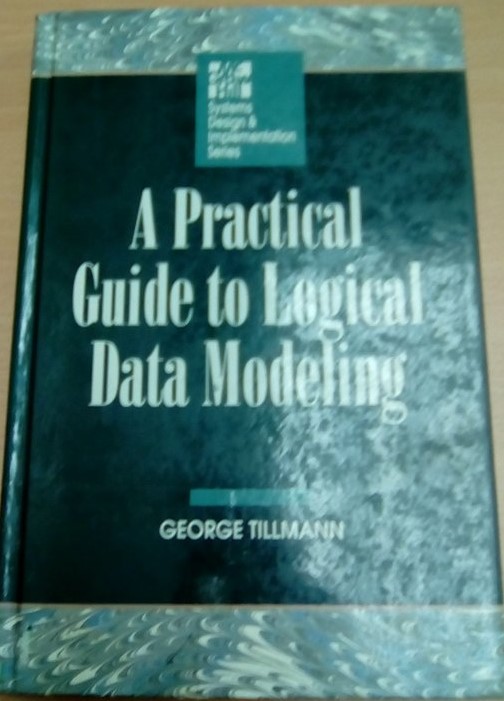 Systems
Design &
Implementation
Series
A Practical
Guide to Logical
Data Modeling
GEORGE TILLMANN